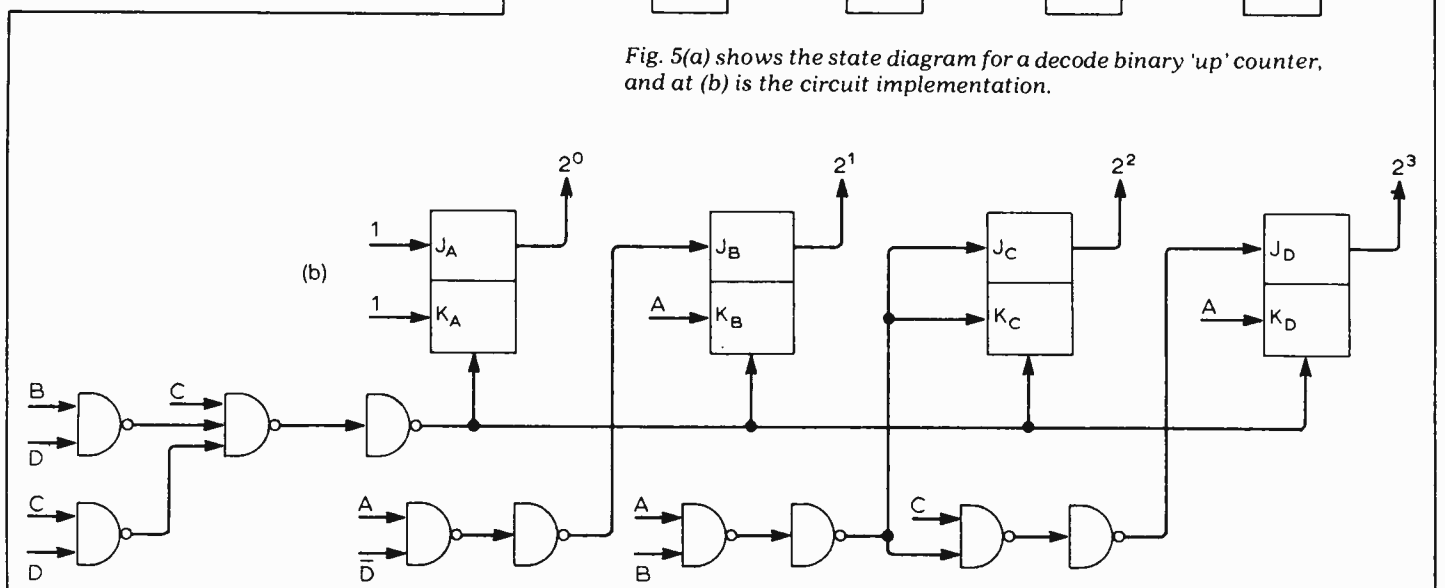 Fig. 5(a) shows the state diagram for a decode binary 'up' counter,
and at (b) is the circuit implementation.
2⁰ 2¹ 2² 2³
(b)
1 J_A J_B J_C J_D
1 K_A A K_B K_C A K_D
B C
D
C A A C
D D̅ B